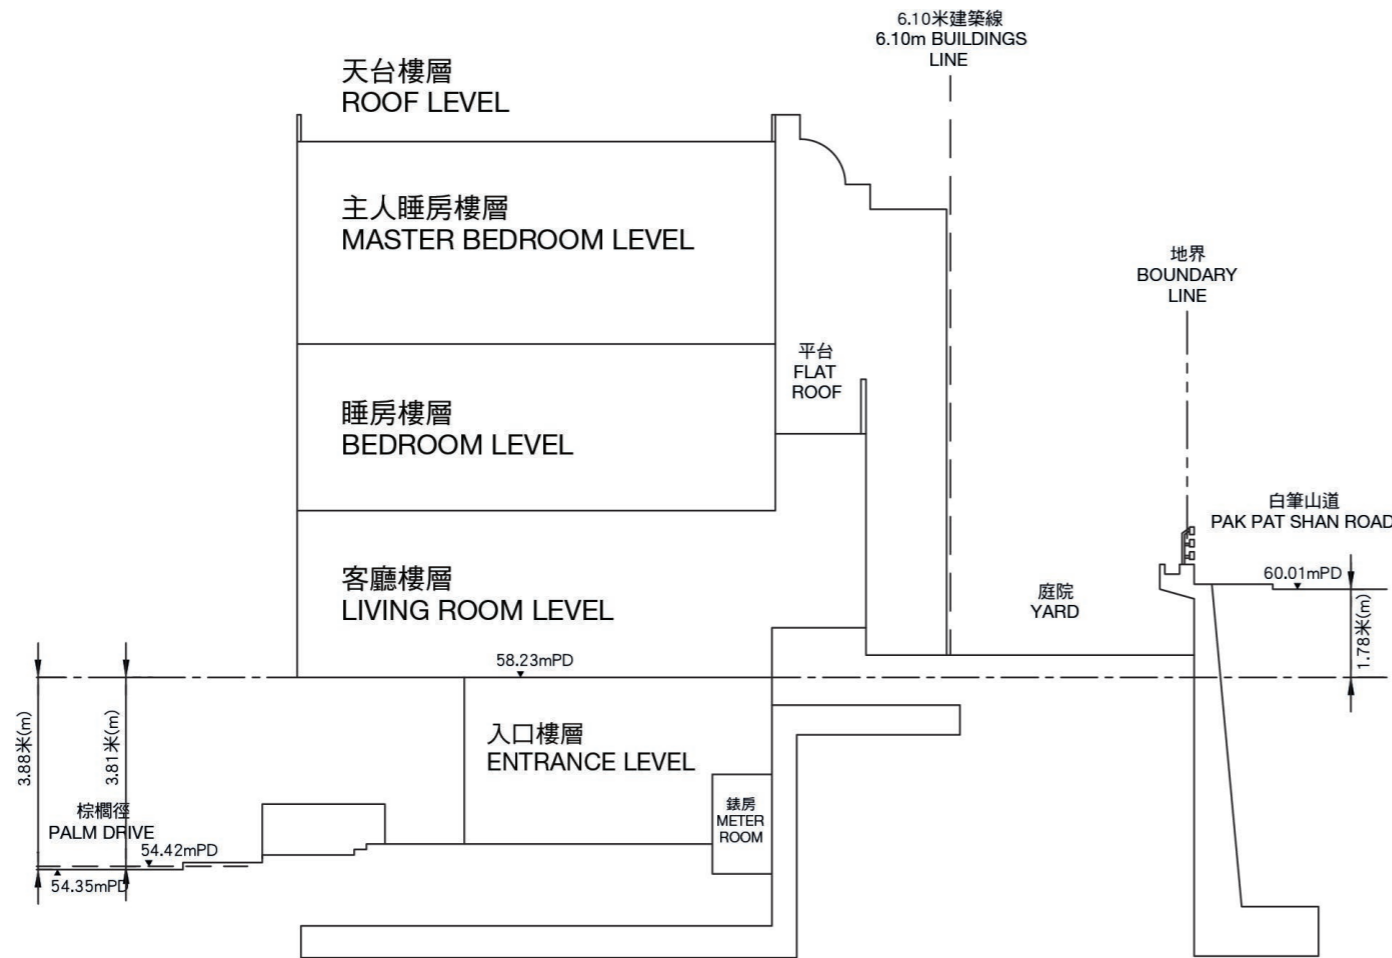 6.10米建築線
6.10m BUILDINGS
LINE
天台樓層
ROOF LEVEL
主人睡房樓層
MASTER BEDROOM LEVEL
地界
BOUNDARY
LINE
平台
FLAT
ROOF
睡房樓層
BEDROOM LEVEL
白筆山道
PAK PAT SHAN ROAD
60.01mPD
客廳樓層
LIVING ROOM LEVEL
庭院
YARD
1.78米(m)
58.23mPD
3.88米(m)
3.81米(m)
入口樓層
ENTRANCE LEVEL
錶房
METER
ROOM
棕櫚徑
PALM DRIVE
54.42mPD
54.35mPD